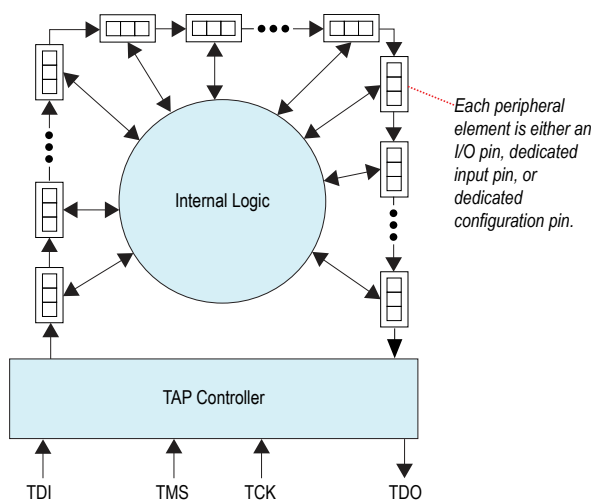 Each peripheral
element is either an
I/O pin, dedicated
input pin, or
dedicated
configuration pin.
Internal Logic
TAP Controller
TDI
TMS
TCK
TDO